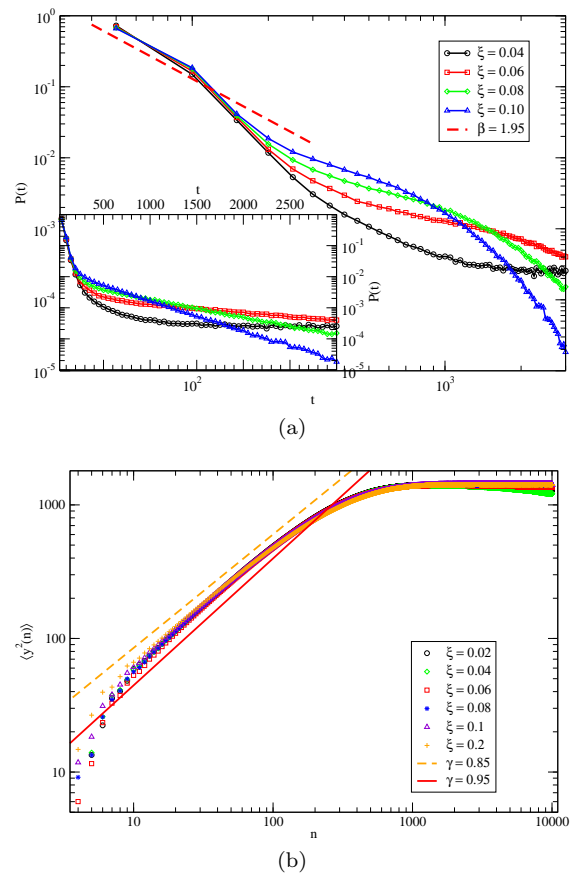 10^0
10^-1
10^-2
10^-3
10^-4
10^-5
P(t)
ξ = 0.04
ξ = 0.06
ξ = 0.08
ξ = 0.10
β = 1.95
t
500 1000 1500 2000 2500
10^-1
10^-2
10^-3
10^-4
10^-5
P(t)
10^2 10^3
t
(a)
1000
100
10
⟨y^2(n)⟩
ξ = 0.02
ξ = 0.04
ξ = 0.06
ξ = 0.08
ξ = 0.1
ξ = 0.2
γ = 0.85
γ = 0.95
10 100 1000 10000
n
(b)